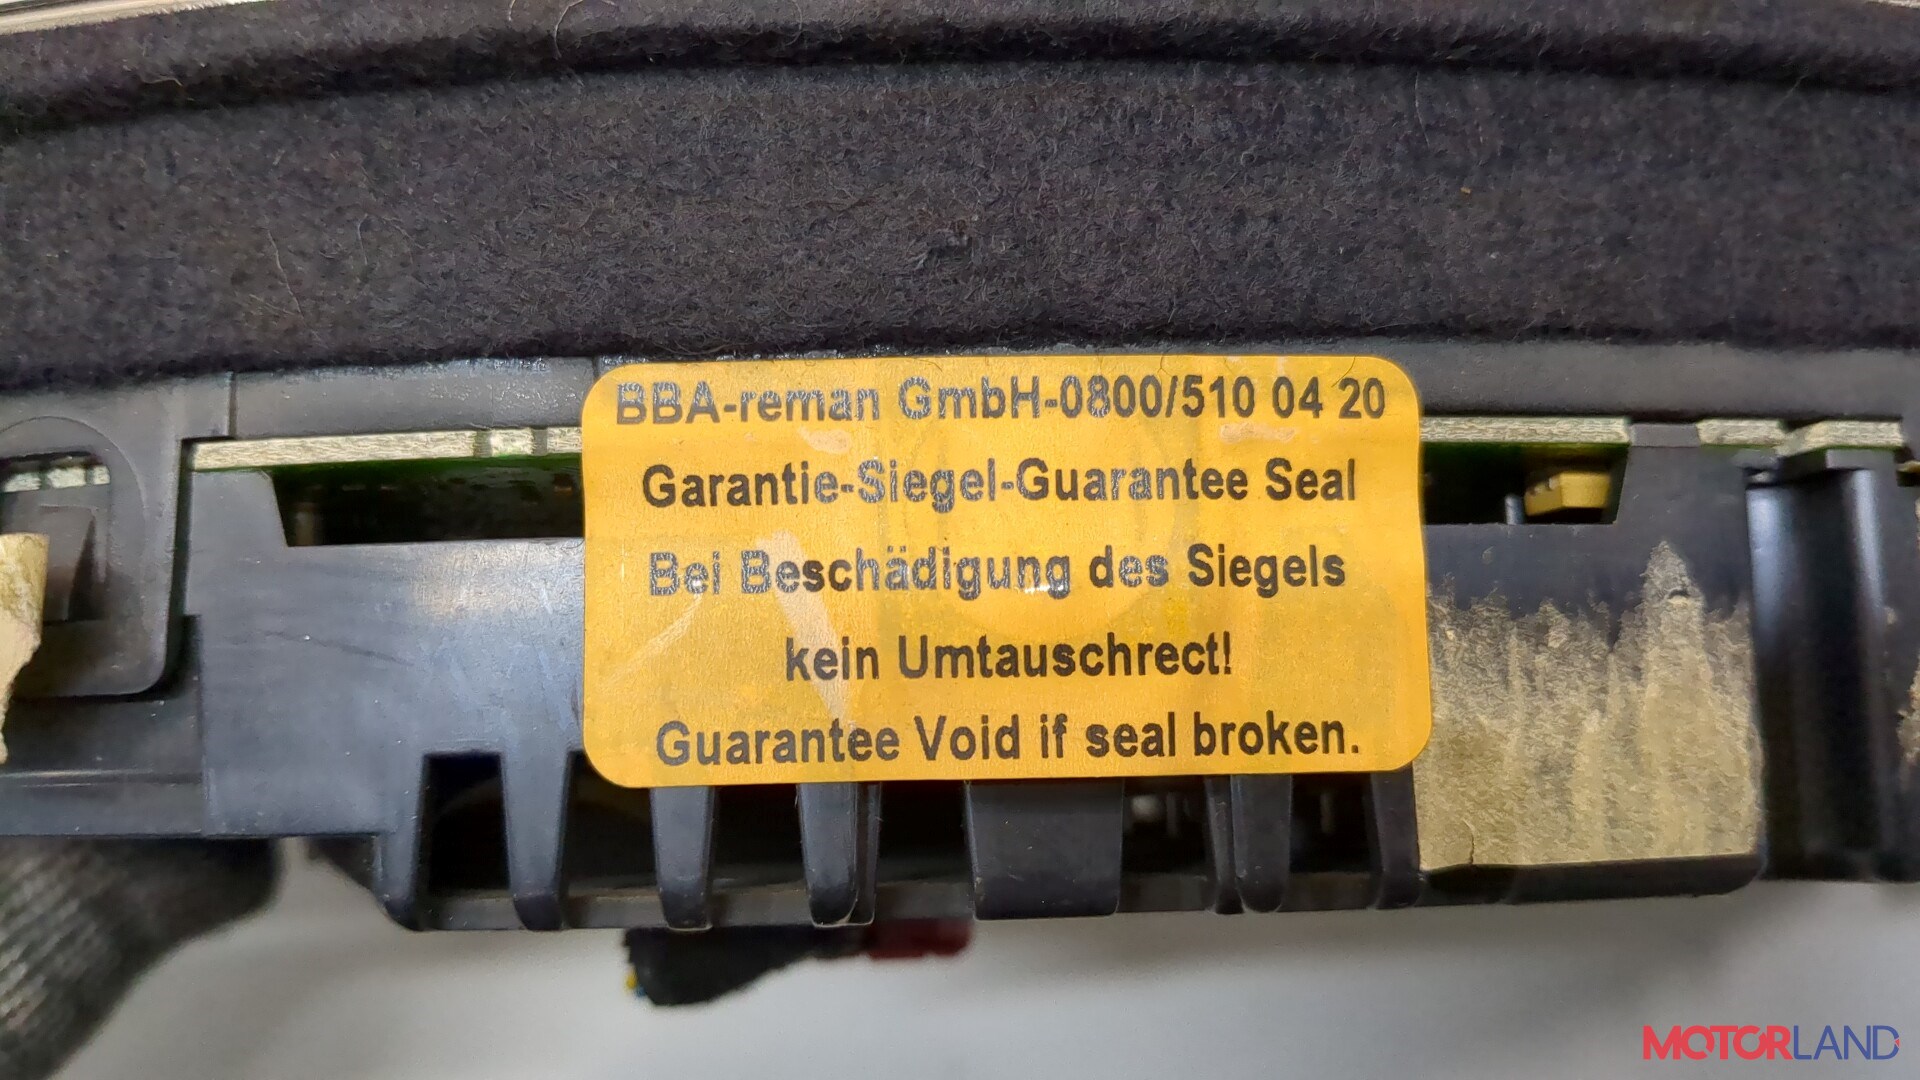 BBA-reman GmbH-0800/510 04 20
Garantie-Siegel-Guarantee Seal
Bei Beschädigung des Siegels
kein Umtauschrect!
Guarantee Void if seal broken.
MOTORLAND